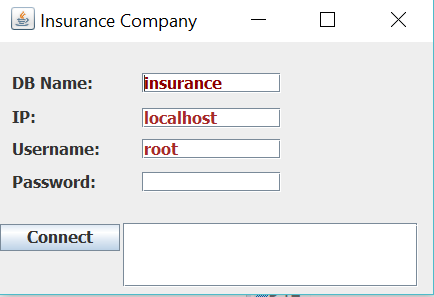 Insurance Company
DB Name: insurance
IP: localhost
Username: root
Password:
Connect